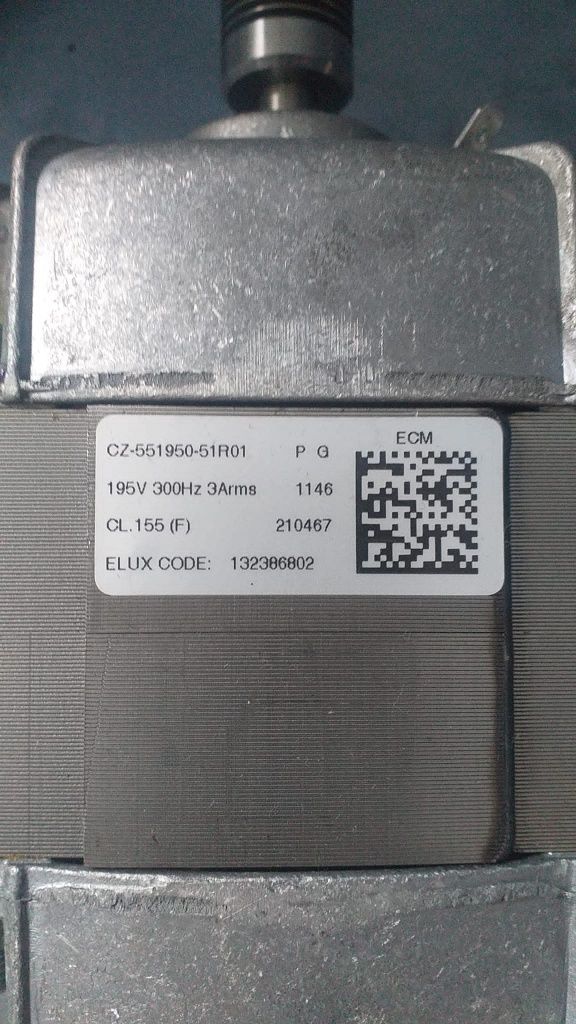 CZ-551950-51R01 P G
ECM
195V 300Hz 3Arms 1146
CL.155 (F) 210467
ELUX CODE: 132386802